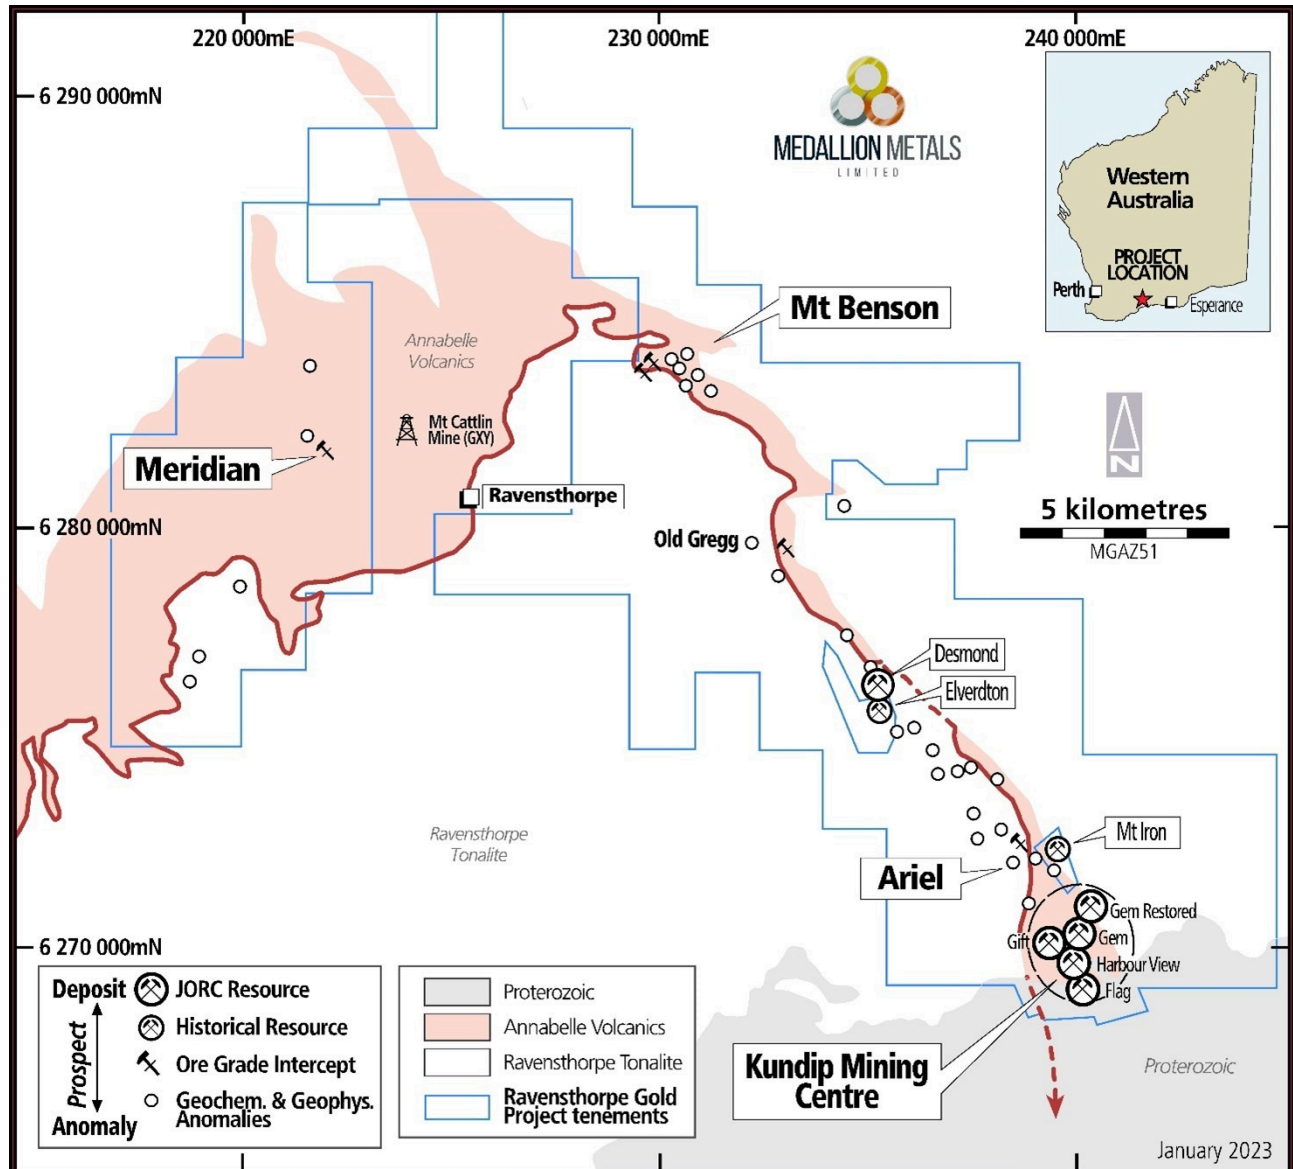 220 000mE
230 000mE
240 000mE
6 290 000mN
MEDALLION METALS
LIMITED
Western
Australia
PROJECT
LOCATION
Perth
Esperance
Mt Benson
Annabelle
Volcanics
Mt Cattlin
Mine (GXY)
Meridian
Ravensthorpe
N
5 kilometres
MGAZ51
6 280 000mN
Old Gregg
Desmond
Elverdton
Ravensthorpe
Tonalite
Mt Iron
Ariel
Gem Restored
6 270 000mN
Gift
Gem
Harbour View
Flag
Kundip Mining
Centre
Proterozoic
Deposit
Prospect
Anomaly
JORC Resource
Historical Resource
Ore Grade Intercept
Geochem. & Geophys.
Anomalies
Proterozoic
Annabelle Volcanics
Ravensthorpe Tonalite
Ravensthorpe Gold
Project tenements
January 2023